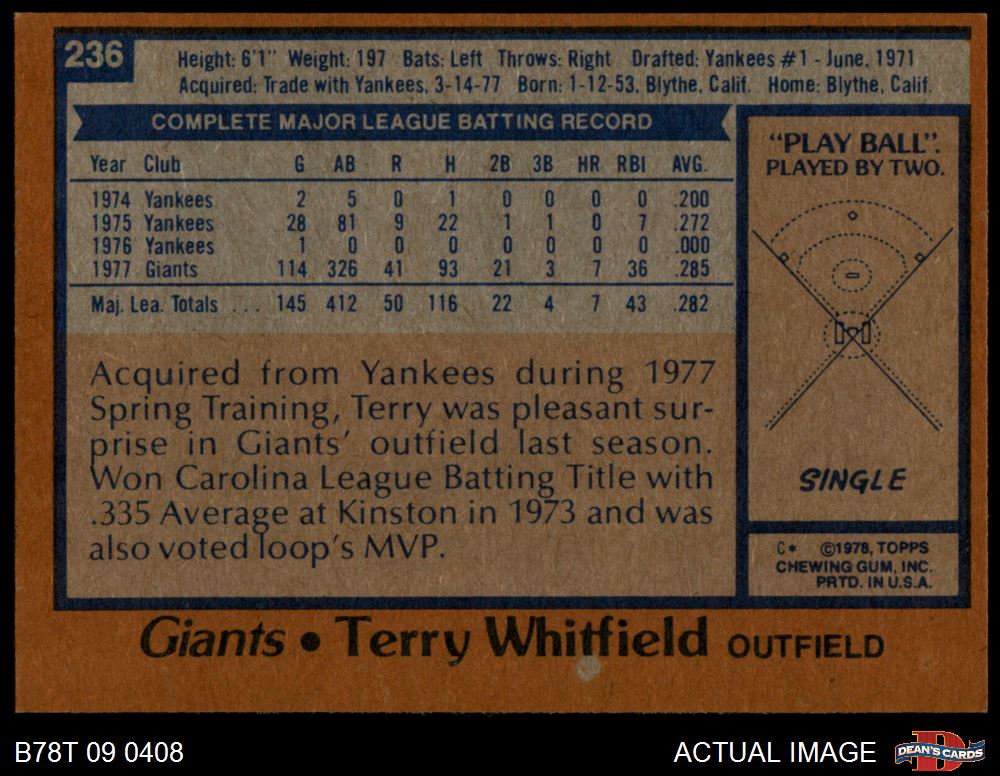 236
Height: 6'1" Weight: 197 Bats: Left Throws: Right Drafted: Yankees #1 - June, 1971
Acquired: Trade with Yankees, 3-14-77 Born: 1-12-53, Blythe, Calif. Home: Blythe, Calif.
COMPLETE MAJOR LEAGUE BATTING RECORD
Year Club G AB R H 2B 3B HR RBI AVG.
1974 Yankees 2 5 0 1 0 0 0 0 .200
1975 Yankees 28 81 9 22 1 1 0 7 .272
1976 Yankees 1 0 0 0 0 0 0 0 .000
1977 Giants 114 326 41 93 21 3 7 36 .285
Maj. Lea. Totals ... 145 412 50 116 22 4 7 43 .282
Acquired from Yankees during 1977
Spring Training, Terry was pleasant sur-
prise in Giants' outfield last season.
Won Carolina League Batting Title with
.335 Average at Kinston in 1973 and was
also voted loop's MVP.
"PLAY BALL".
PLAYED BY TWO.
SINGLE
C* ©1978, TOPPS
CHEWING GUM, INC.
PRTD. IN U.S.A.
Giants • Terry Whitfield OUTFIELD
B78T 09 0408
ACTUAL IMAGE
D
DEAN'S CARDS